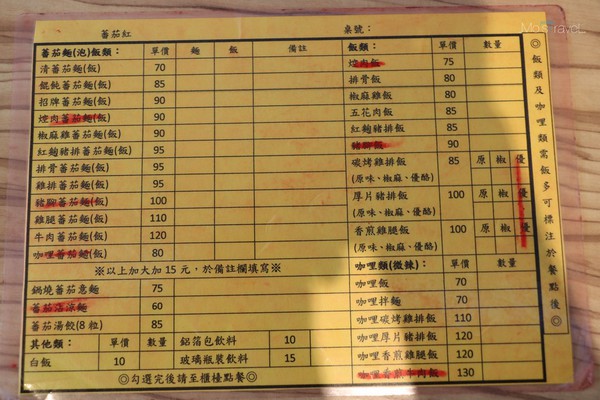 Mo's Travel
蕃茄紅 桌號：
蕃茄麵(泡)飯類： 單價 麵 飯 備註
清蕃茄麵(飯) 70
餛飩蕃茄麵(飯) 85
招牌蕃茄麵(飯) 90
焢肉蕃茄麵(飯) 90
椒麻雞蕃茄麵(飯) 90
紅麴豬排蕃茄麵(飯) 95
排骨蕃茄麵(飯) 95
雞排蕃茄麵(飯) 95
豬腳蕃茄麵(飯) 100
雞腿蕃茄麵(飯) 110
牛肉蕃茄麵(飯) 120
咖哩蕃茄麵(飯) 80
※以上加大加 15 元，於備註欄填寫※
鍋燒蕃茄意麵 75
蕃茄涼麵 60
蕃茄湯餃(8 粒) 85
其他類： 單價 數量 鋁箔包飲料 10
白飯 10 玻璃瓶裝飲料 15
◎勾選完後請至櫃檯點餐◎
飯類： 單價 數量
焢肉飯 75
排骨飯 80
椒麻飯 80
五花肉飯 85
紅麴豬排飯 85
豬腳飯 90
碳烤雞排飯 85 原 椒 優
(原味、椒麻、優酪)
厚片豬排飯 100 原 椒 優
(原味、椒麻、優酪)
香煎雞腿飯 100 原 椒 優
(原味、椒麻、優酪)
咖哩類(微辣)： 單價 數量
咖哩飯 70
咖哩拌麵 70
咖哩碳烤雞排飯 110
咖哩厚片豬排飯 120
咖哩香煎雞腿飯 120
咖哩香煎牛肉飯 130
◎飯類及咖哩類需飯多可標注於餐點後◎